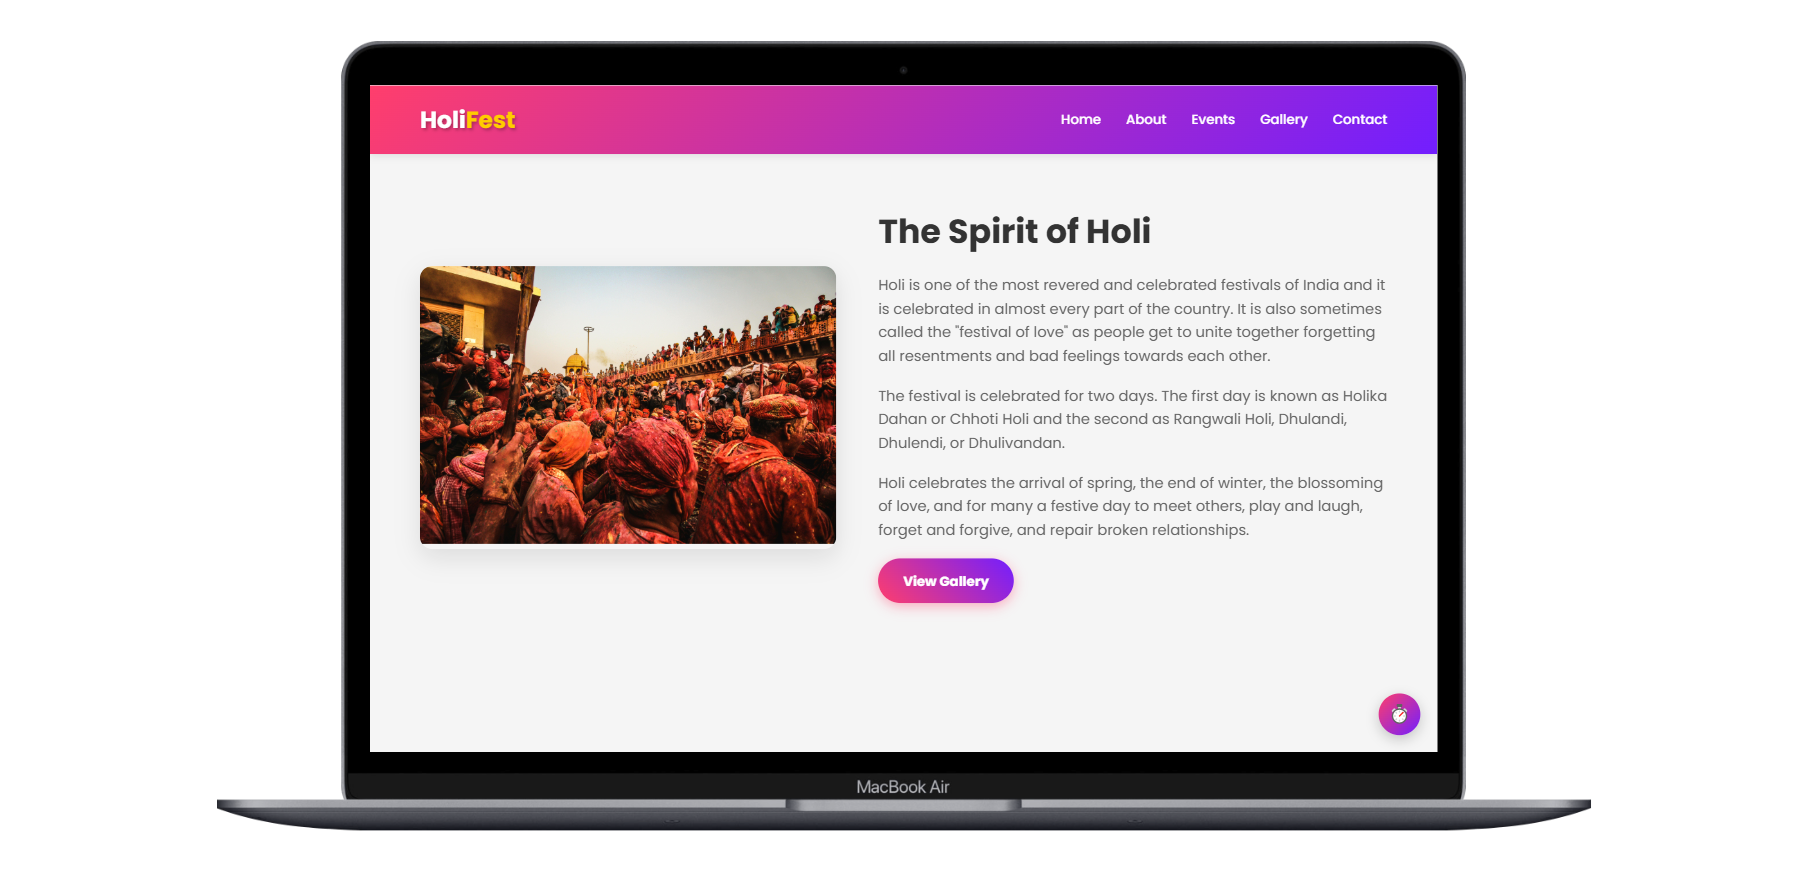 HoliFest
Home About Events Gallery Contact
The Spirit of Holi
Holi is one of the most revered and celebrated festivals of India and it
is celebrated in almost every part of the country. It is also sometimes
called the "festival of love" as people get to unite together forgetting
all resentments and bad feelings towards each other.
The festival is celebrated for two days. The first day is known as Holika
Dahan or Chhoti Holi and the second as Rangwali Holi, Dhulandi,
Dhulendi, or Dhulivandan.
Holi celebrates the arrival of spring, the end of winter, the blossoming
of love, and for many a festive day to meet others, play and laugh,
forget and forgive, and repair broken relationships.
View Gallery
MacBook Air